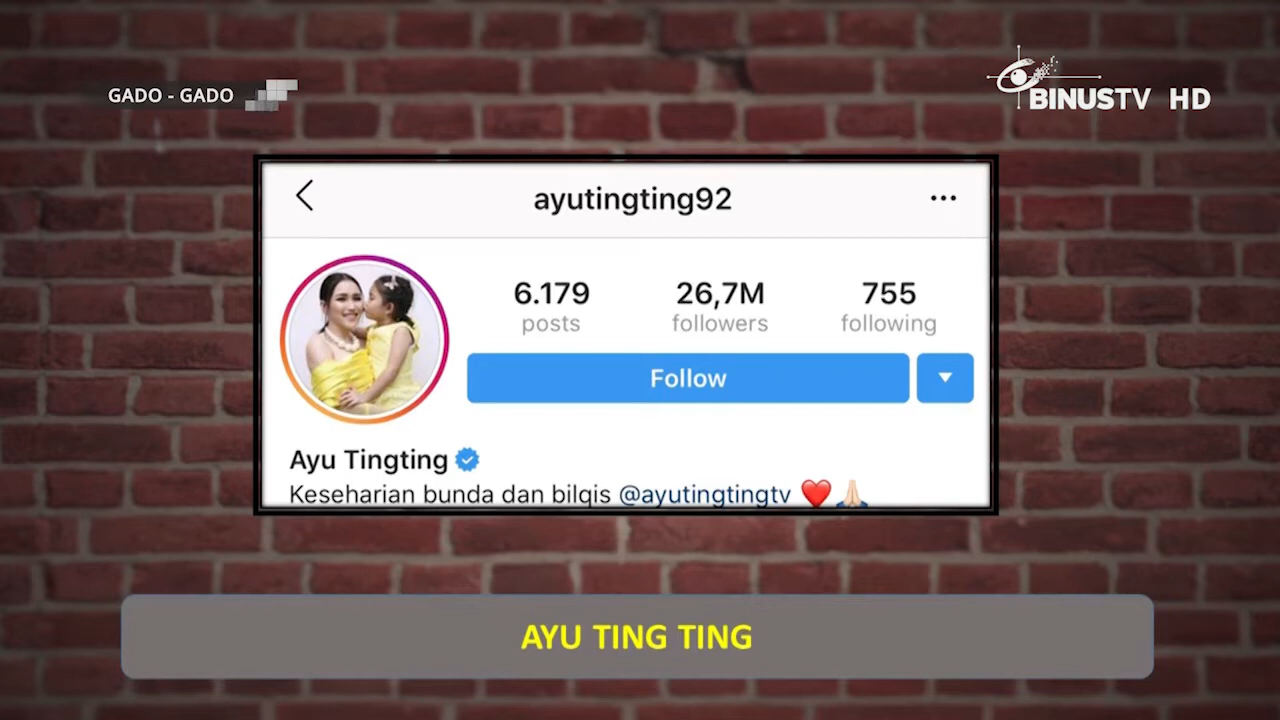 GADO - GADO
BINUSTV HD
ayutingting92
6.179 26,7M 755
posts followers following
Follow
Ayu Tingting
Keseharian bunda dan bilqis @ayutingtingtv ❤️🙏🏻
AYU TING TING